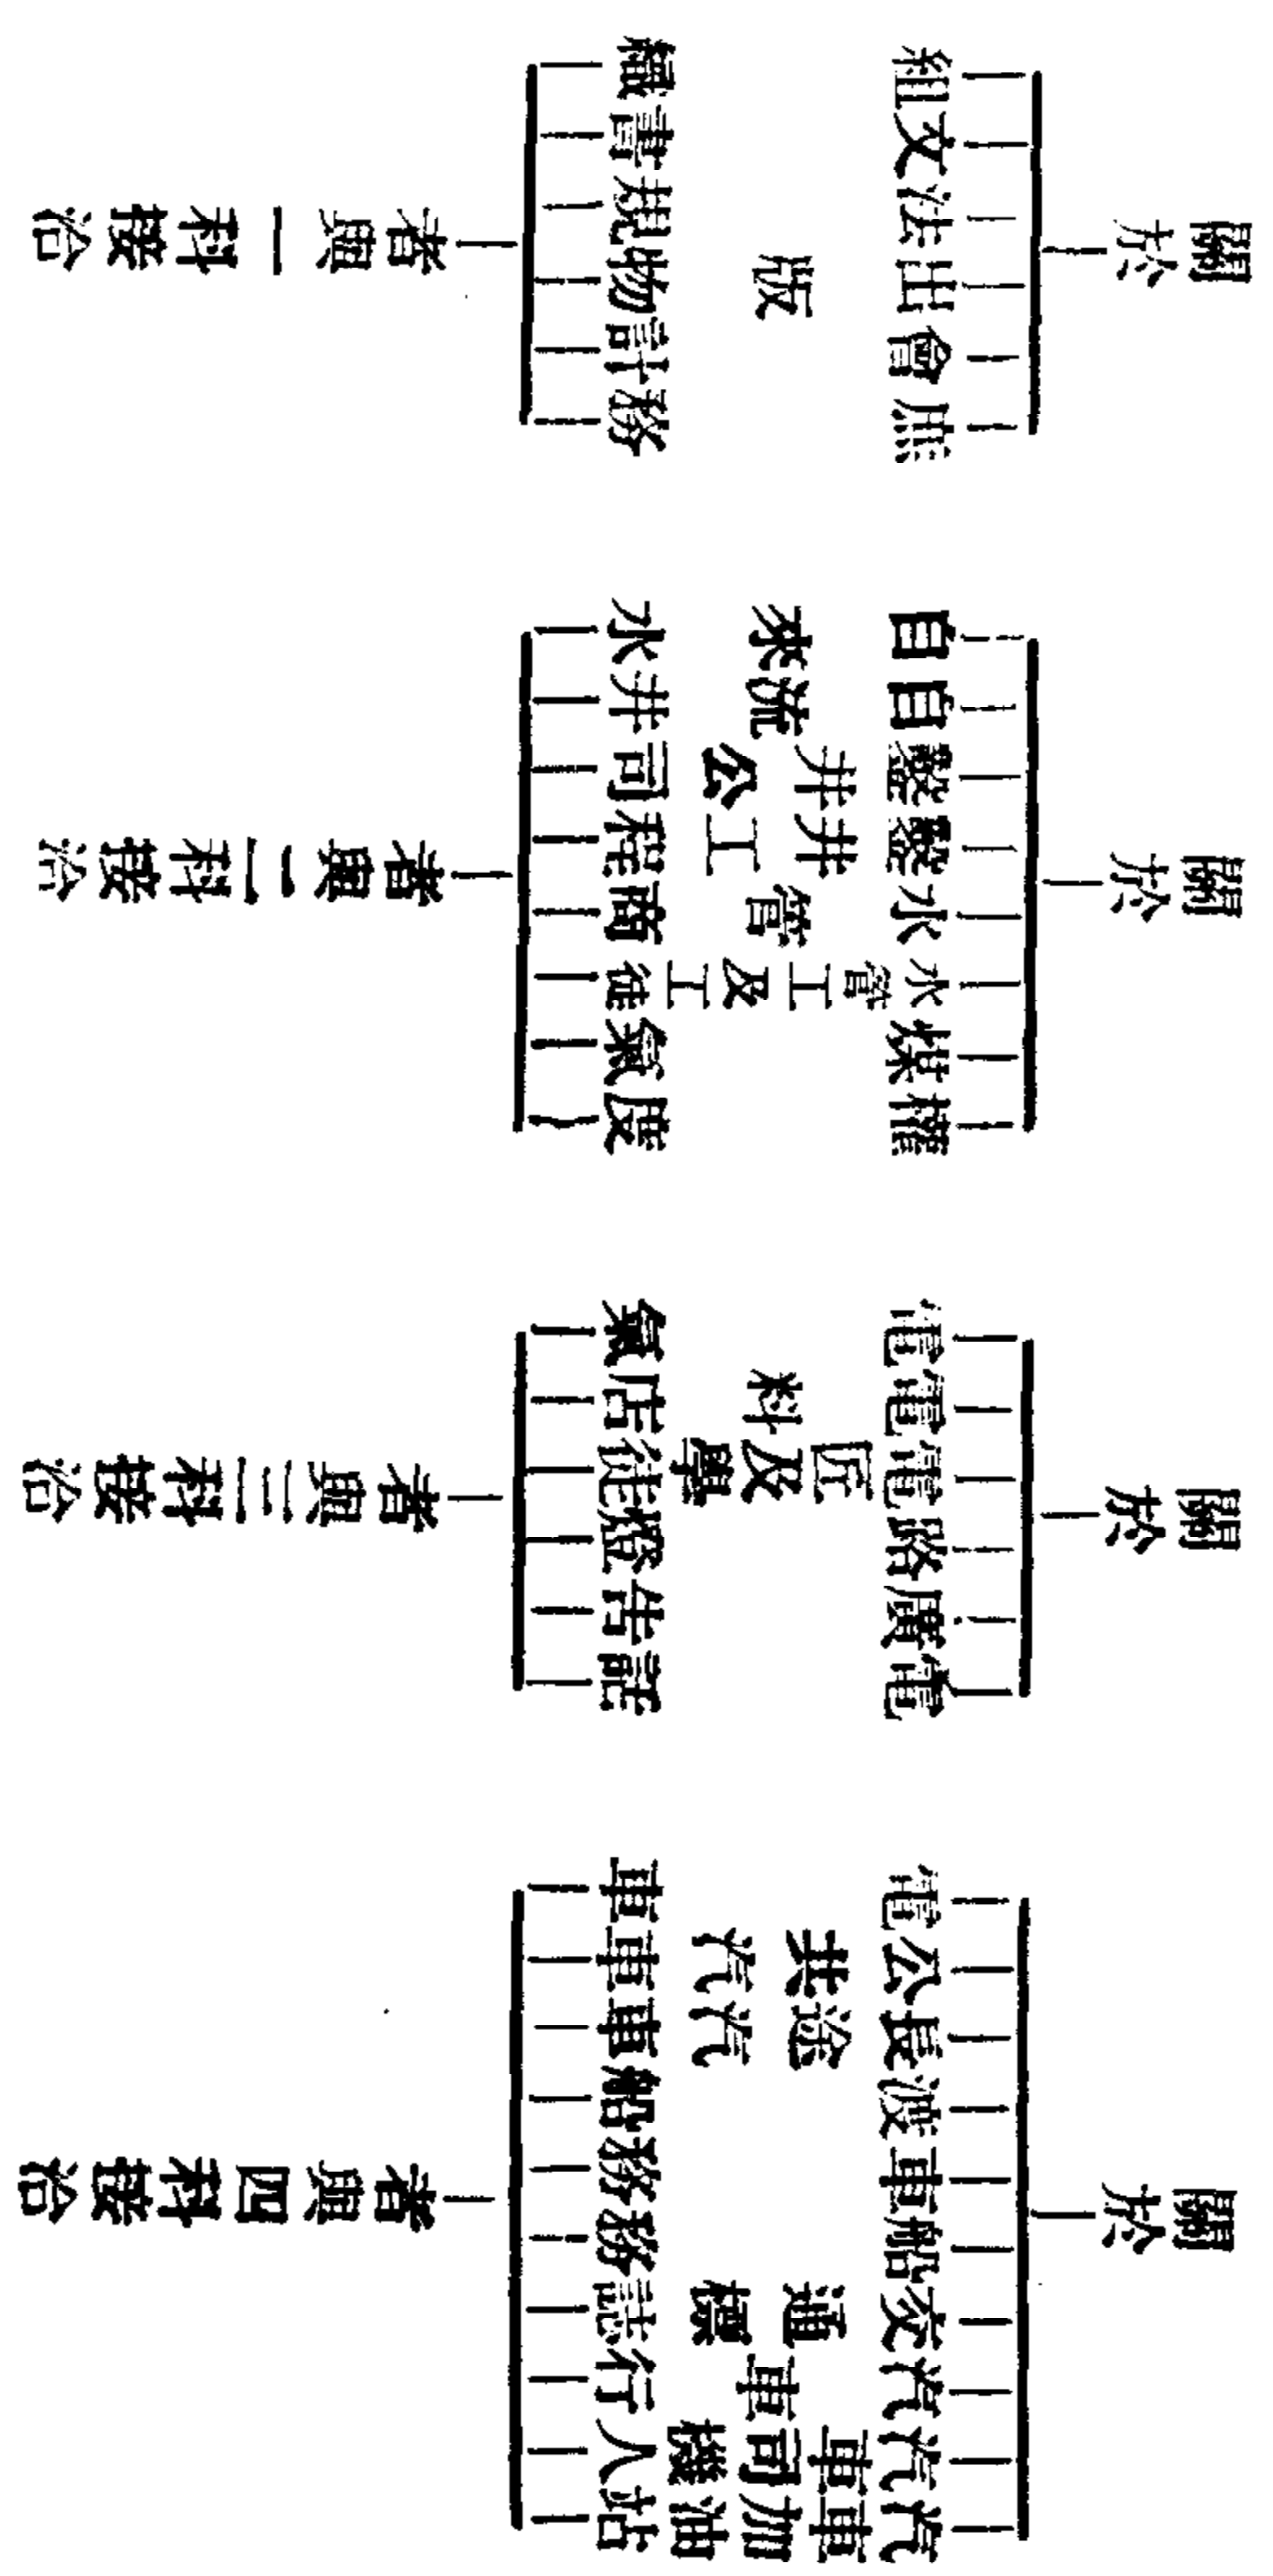 關於
組織
文書
法規
出版物
會計
庶務
者與一科接洽
關於
自來水
自流井
鑿井公司
鑿井工程
水管商
水管工及工徒
煤氣
權度
者與二科接洽
關於
電氣
電料店
電匠及學徒
路燈
廣告
電話
者與三科接洽
關於
電車
公共汽車
長途汽車
渡船
車務
船務
交通標誌
汽車行
汽車司機人
汽車加油站
者與四科接洽